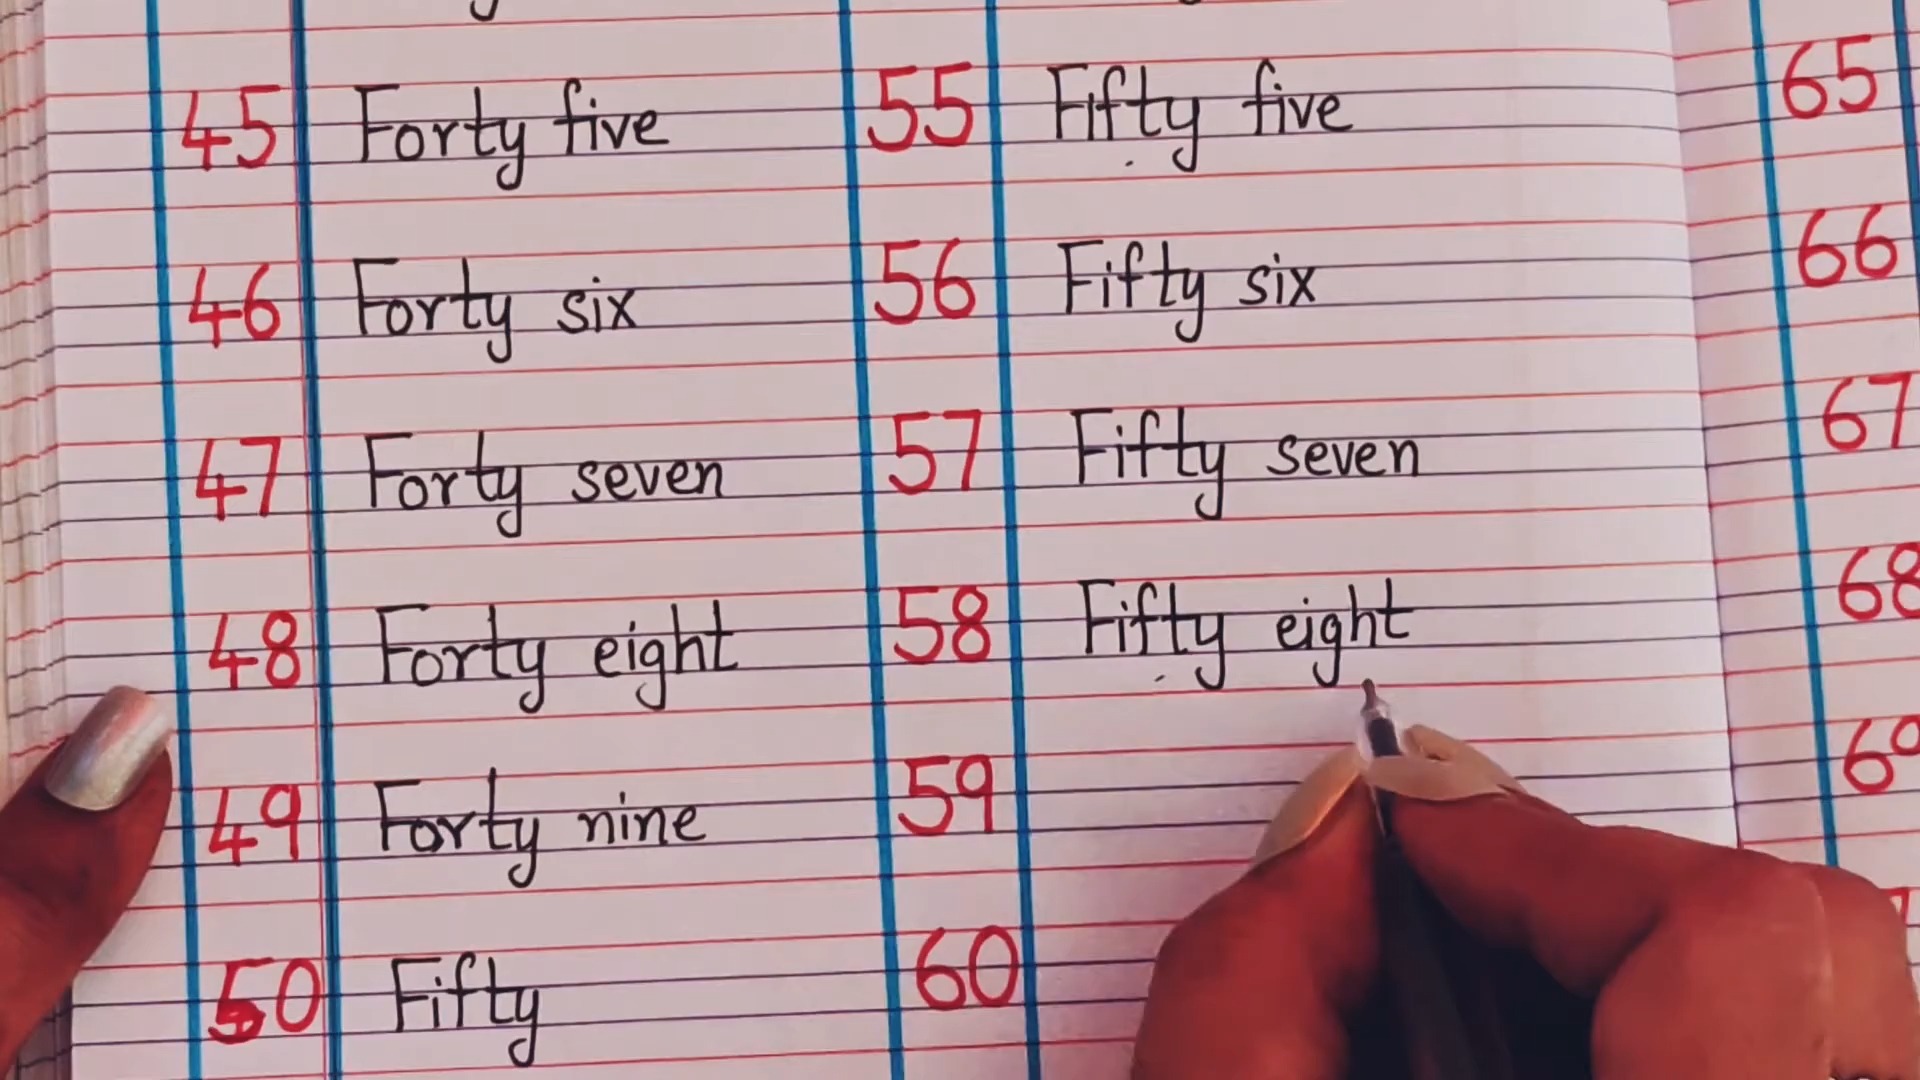 45 Forty five 55 Fifty five 65
46 Forty six 56 Fifty six 66
47 Forty seven 57 Fifty seven 67
48 Forty eight 58 Fifty eight 68
49 Forty nine 59
50 Fifty 60